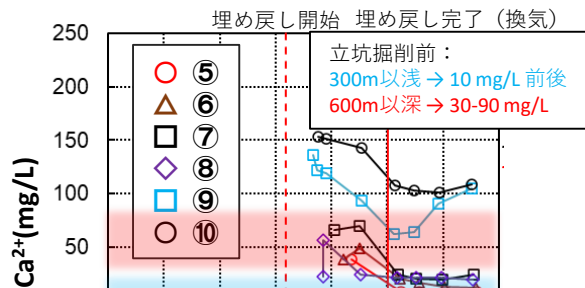 埋め戻し開始 埋め戻し完了（換気）
250
200
150
100
50
Ca²⁺(mg/L)
⑤
⑥
⑦
⑧
⑨
⑩
立坑掘削前：
300m以浅 → 10 mg/L 前後
600m以深 → 30-90 mg/L